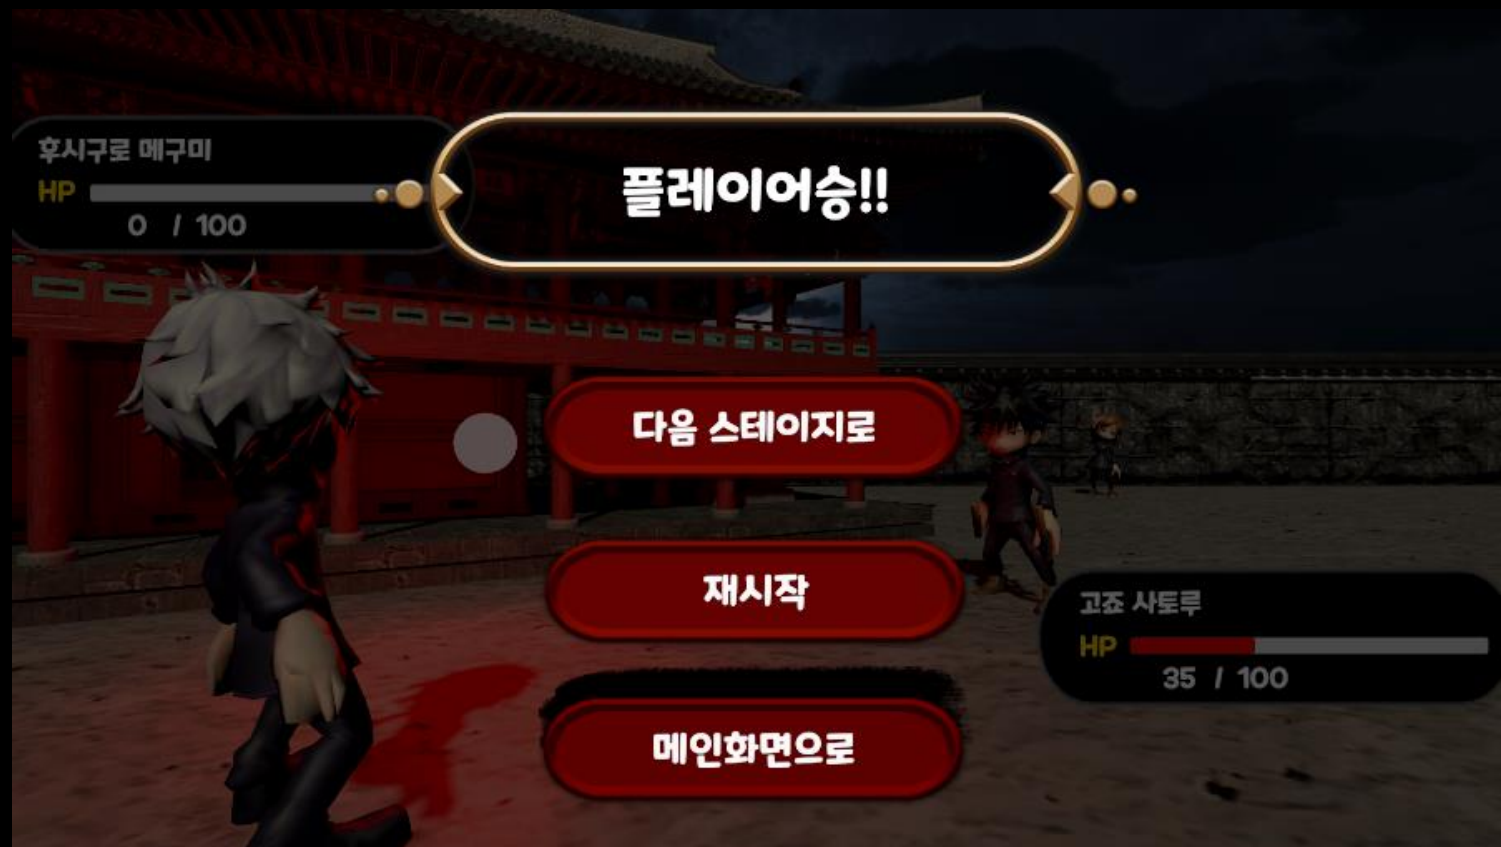 플레이어승!!
후시구로 메구미
HP
0 / 100
다음 스테이지로
재시작
고죠 사토루
HP
35 / 100
메인화면으로